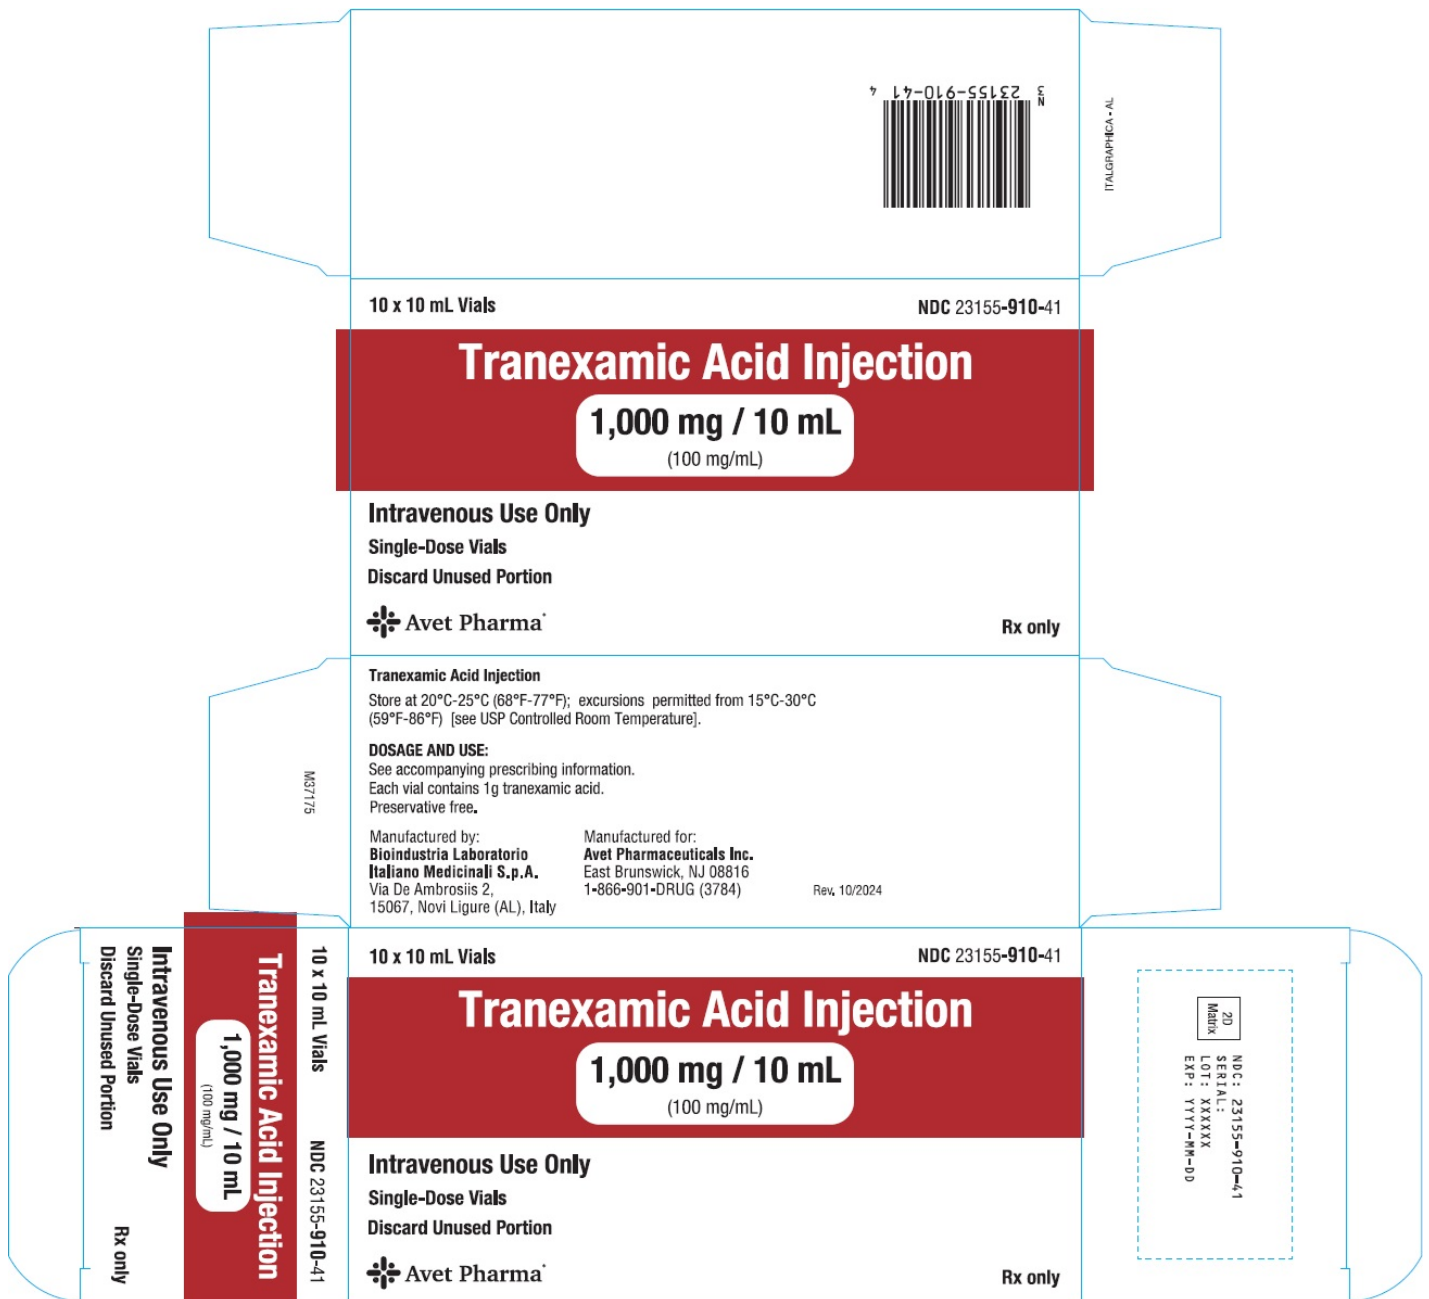 N
3 23155-910-41 4
ITALGRAPHICA - AL
10 x 10 mL Vials NDC 23155-910-41
Tranexamic Acid Injection
1,000 mg / 10 mL
(100 mg/mL)
Intravenous Use Only
Single-Dose Vials
Discard Unused Portion
Avet Pharma
Rx only
Tranexamic Acid Injection
Store at 20°C-25°C (68°F-77°F); excursions permitted from 15°C-30°C
(59°F-86°F) [see USP Controlled Room Temperature].
DOSAGE AND USE:
See accompanying prescribing information.
Each vial contains 1g tranexamic acid.
Preservative free.
Manufactured by:
Bioindustria Laboratorio
Italiano Medicinali S.p.A.
Via De Ambrosiis 2,
15067, Novi Ligure (AL), Italy
Manufactured for:
Avet Pharmaceuticals Inc.
East Brunswick, NJ 08816
1-866-901-DRUG (3784)
Rev. 10/2024
M37175
10 x 10 mL Vials NDC 23155-910-41
Tranexamic Acid Injection
1,000 mg / 10 mL
(100 mg/mL)
Intravenous Use Only
Single-Dose Vials
Discard Unused Portion
Rx only
10 x 10 mL Vials NDC 23155-910-41
Tranexamic Acid Injection
1,000 mg / 10 mL
(100 mg/mL)
Intravenous Use Only
Single-Dose Vials
Discard Unused Portion
Avet Pharma
Rx only
2D
Matrix
NDC: 23155-910-41
SERIAL:
LOT: XXXXXX
EXP: YYYY-MM-DD